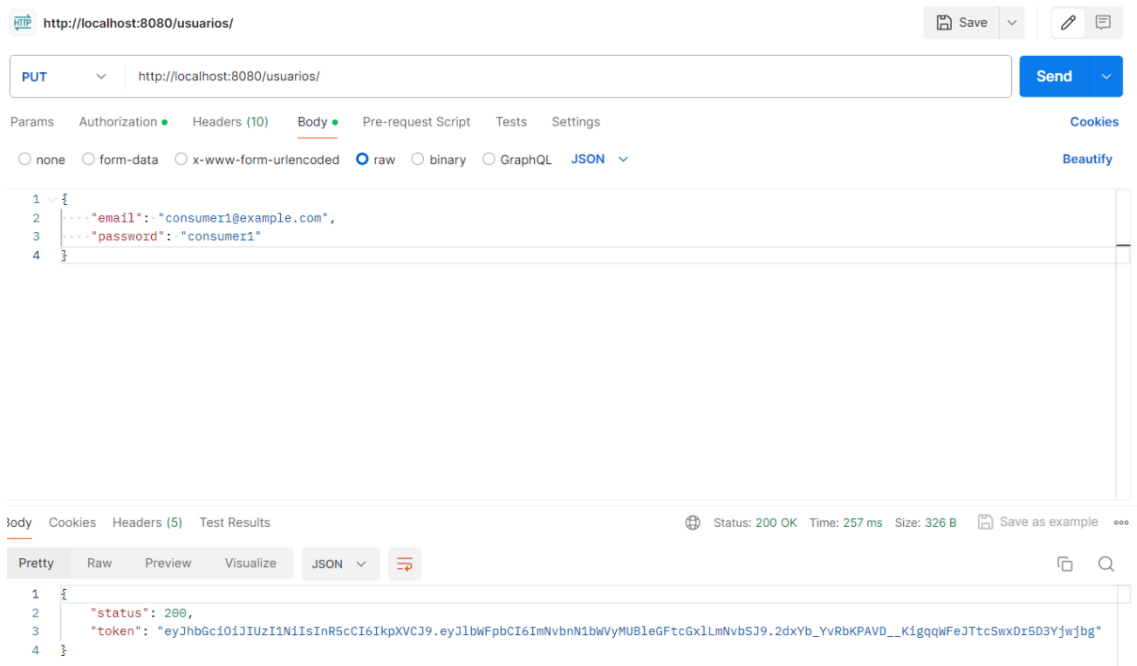 HTTP http://localhost:8080/usuarios/ Save
PUT http://localhost:8080/usuarios/ Send
Params Authorization Headers (10) Body Pre-request Script Tests Settings Cookies
none form-data x-www-form-urlencoded raw binary GraphQL JSON Beautify
1 {
2 "email": "consumer1@example.com",
3 "password": "consumer1"
4 }
Body Cookies Headers (5) Test Results Status: 200 OK Time: 257 ms Size: 326 B Save as example
Pretty Raw Preview Visualize JSON
1 {
2 "status": 200,
3 "token": "eyJhbGciOiJIUzI1NiIsInR5cCI6IkpXVCJ9.eyJlbWFpbCI6ImNvbnN1bWVyMUBleGFtcGxlLmNvbSJ9.2dxYb_YvRbKPAVD__KigqqWFeJTtcSwxDr5D3Yjwjbg"
4 }